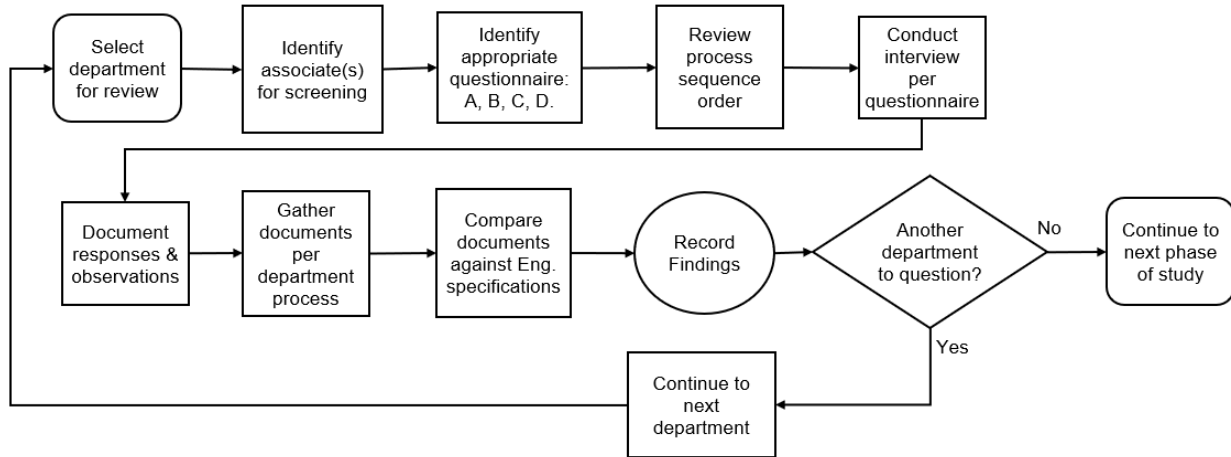 Select
department
for review
Identify
associate(s)
for screening
Identify
appropriate
questionnaire:
A, B, C, D.
Review
process
sequence
order
Conduct
interview
per
questionnaire
Document
responses &
observations
Gather
documents
per
department
process
Compare
documents
against Eng.
specifications
Record
Findings
Another
department
to question?
No
Continue to
next phase
of study
Yes
Continue to
next
department